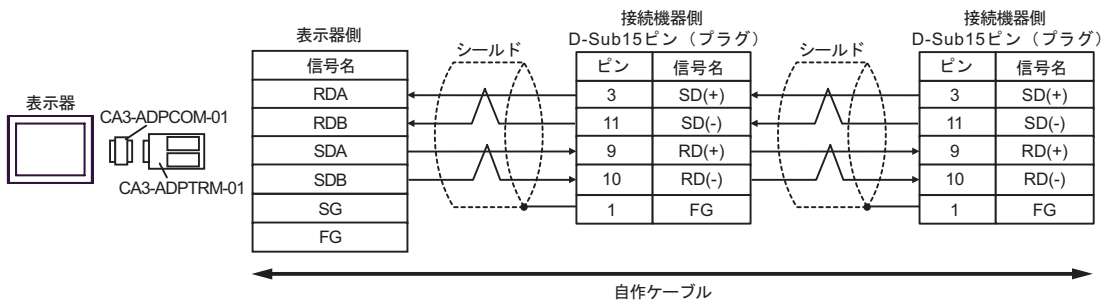 表示器
CA3-ADPCOM-01
CA3-ADPTRM-01
表示器側
信号名
RDA
RDB
SDA
SDB
SG
FG
シールド
接続機器側
D-Sub15ピン（プラグ）
ピン 信号名
3 SD(+)
11 SD(-)
9 RD(+)
10 RD(-)
1 FG
シールド
接続機器側
D-Sub15ピン（プラグ）
ピン 信号名
3 SD(+)
11 SD(-)
9 RD(+)
10 RD(-)
1 FG
自作ケーブル